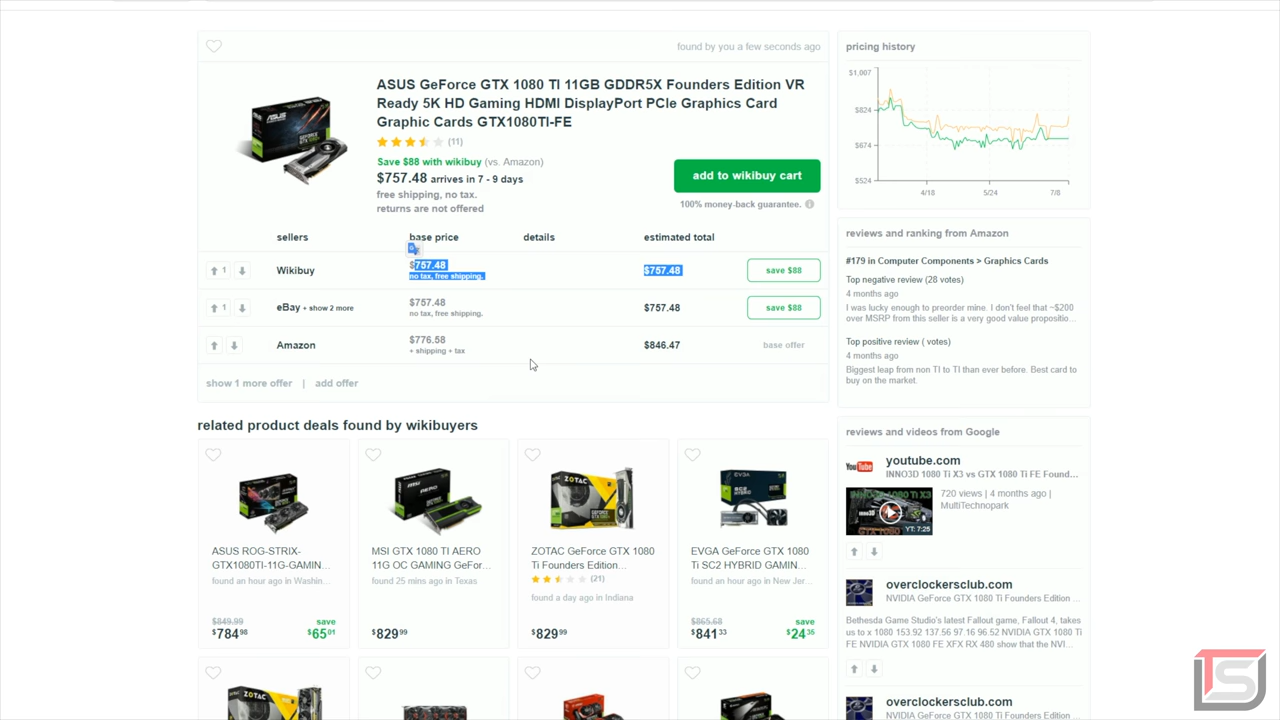 found by you a few seconds ago
ASUS GeForce GTX 1080 TI 11GB GDDR5X Founders Edition VR
Ready 5K HD Gaming HDMI DisplayPort PCIe Graphics Card
Graphic Cards GTX1080TI-FE
(11)
Save $88 with wikibuy (vs. Amazon)
$757.48 arrives in 7 - 9 days
free shipping, no tax.
returns are not offered
add to wikibuy cart
100% money-back guarantee.
sellers base price details estimated total
1 Wikibuy $757.48 $757.48 save $88
no tax, free shipping.
1 eBay + show 2 more $757.48 $757.48 save $88
no tax, free shipping.
Amazon $776.58 $846.47 base offer
+ shipping + tax
show 1 more offer | add offer
pricing history
$1,007
$824
$674
$524
4/18 5/24 7/8
reviews and ranking from Amazon
#179 in Computer Components > Graphics Cards
Top negative review (28 votes)
4 months ago
I was lucky enough to preorder mine. I don't feel that ~$200
over MSRP from this seller is a very good value propositio...
Top positive review ( votes)
4 months ago
Biggest leap from non TI to TI than ever before. Best card to
buy on the market.
related product deals found by wikibuyers
ASUS ROG-STRIX-
GTX1080TI-11G-GAMIN...
found an hour ago in Washin...
$849.99 save
$784.98 $65.01
MSI GTX 1080 TI AERO
11G OC GAMING GeFor...
found 25 mins ago in Texas
$829.99
ZOTAC
ZOTAC GeForce GTX 1080
Ti Founders Edition...
(21)
found a day ago in Indiana
$829.99
EVGA
EVGA GeForce GTX 1080
Ti SC2 HYBRID GAMIN...
found an hour ago in New Jer...
$865.68 save
$841.33 $24.35
ZOTAC
reviews and videos from Google
YouTube
youtube.com
INNO3D 1080 Ti X3 vs GTX 1080 Ti FE Found...
YT: 7:25
720 views | 4 months ago |
MultiTechnopark
overclockersclub.com
NVIDIA GeForce GTX 1080 Ti Founders Edition ...
Bethesda Game Studio's latest Fallout game, Fallout 4, takes
us to x 1080 153.92 137.56 97.16 96.52 NVIDIA GTX 1080 Ti
FE NVIDIA GTX 1080 FE XFX RX 480 show that the NVI...
overclockersclub.com
NVIDIA GeForce GTX 1080 Ti Founders Edition ...